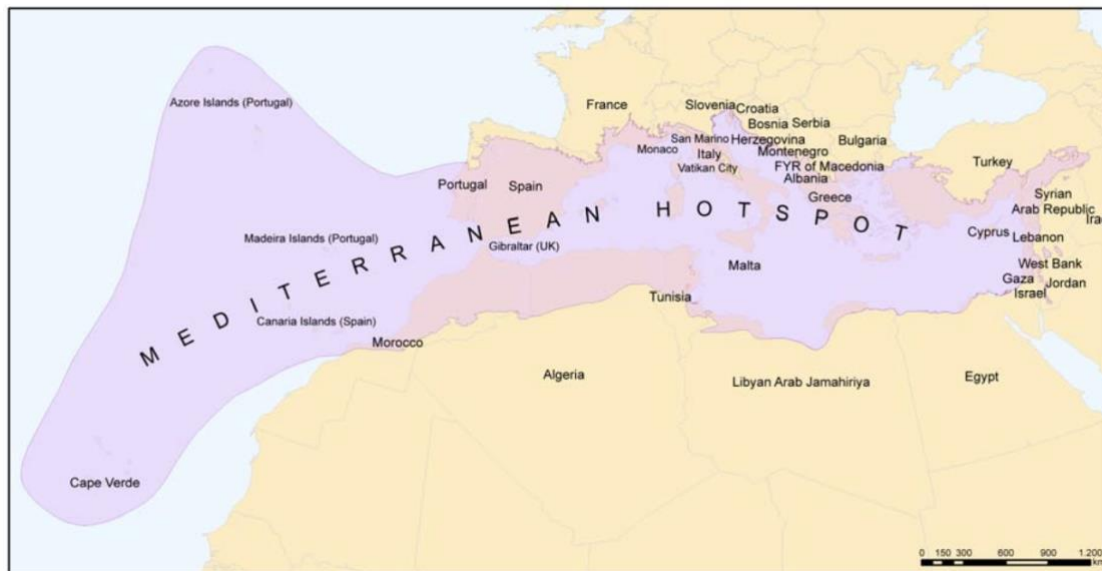 Azore Islands (Portugal)
France
Slovenia
Croatia
Bosnia
Serbia
San Marino
Herzegovina
Bulgaria
Monaco
Italy
Montenegro
Vatikan City
FYR of Macedonia
Albania
Turkey
Portugal
Spain
Greece
Syrian
Arab Republic
Madeira Islands (Portugal)
Gibraltar (UK)
MEDITERRANEAN HOTSPOT
Cyprus
Lebanon
Malta
West Bank
Gaza
Jordan
Israel
Tunisia
Canaria Islands (Spain)
Morocco
Algeria
Libyan Arab Jamahiriya
Egypt
Cape Verde
0 150 300 600 900 1.200